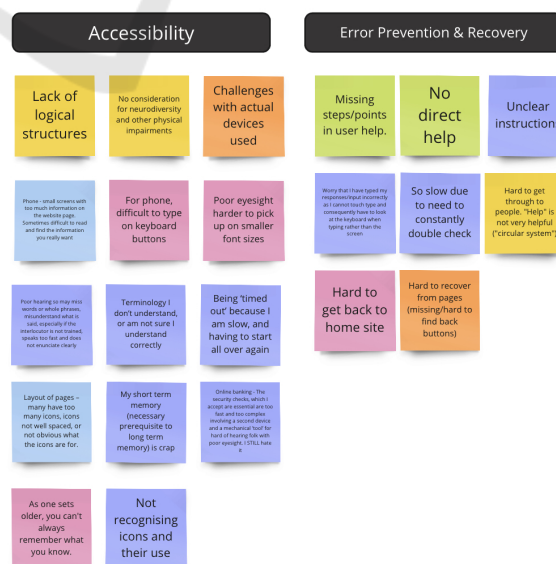 Accessibility
Lack of
logical
structures
No consideration
for neurodiversity
and other physical
impairments
Challenges
with actual
devices
used
Phone - small screens with
too much information on
the website page.
Sometimes difficult to read
and find the information
you really want
For phone,
difficult to type
on keyboard
buttons
Poor eyesight
harder to pick
up on smaller
font sizes
Poor hearing so may miss
words or whole phrases,
misunderstand what is
said, especially if the
interlocutor is not trained,
speaks too fast and does
not enunciate clearly
Terminology I
don't understand,
or am not sure I
understand
correctly
Being 'timed
out' because I
am slow, and
having to start
all over again
Layout of pages –
many have too
many icons, icons
not well spaced, or
not obvious what
the icons are for.
My short term
memory
(necessary
prerequisite to
long term
memory) is crap
Online banking - The
security checks, which I
accept are essential are too
fast and too complex
involving a second device
and a mechanical 'tool' for
hard of hearing folk with
poor eyesight. I STILL hate
it
As one sets
older, you can't
always
remember what
you know.
Not
recognising
icons and
their use
Error Prevention & Recovery
Missing
steps/points
in user help.
No
direct
help
Unclear
instruction
Worry that I have typed my
responses/input incorrectly
as I cannot touch type and
consequently have to look
at the keyboard when
typing rather than the
screen
So slow due
to need to
constantly
double check
Hard to get
through to
people. "Help" is
not very helpful
("circular system")
Hard to
get back to
home site
Hard to recover
from pages
(missing/hard to
find back
buttons)